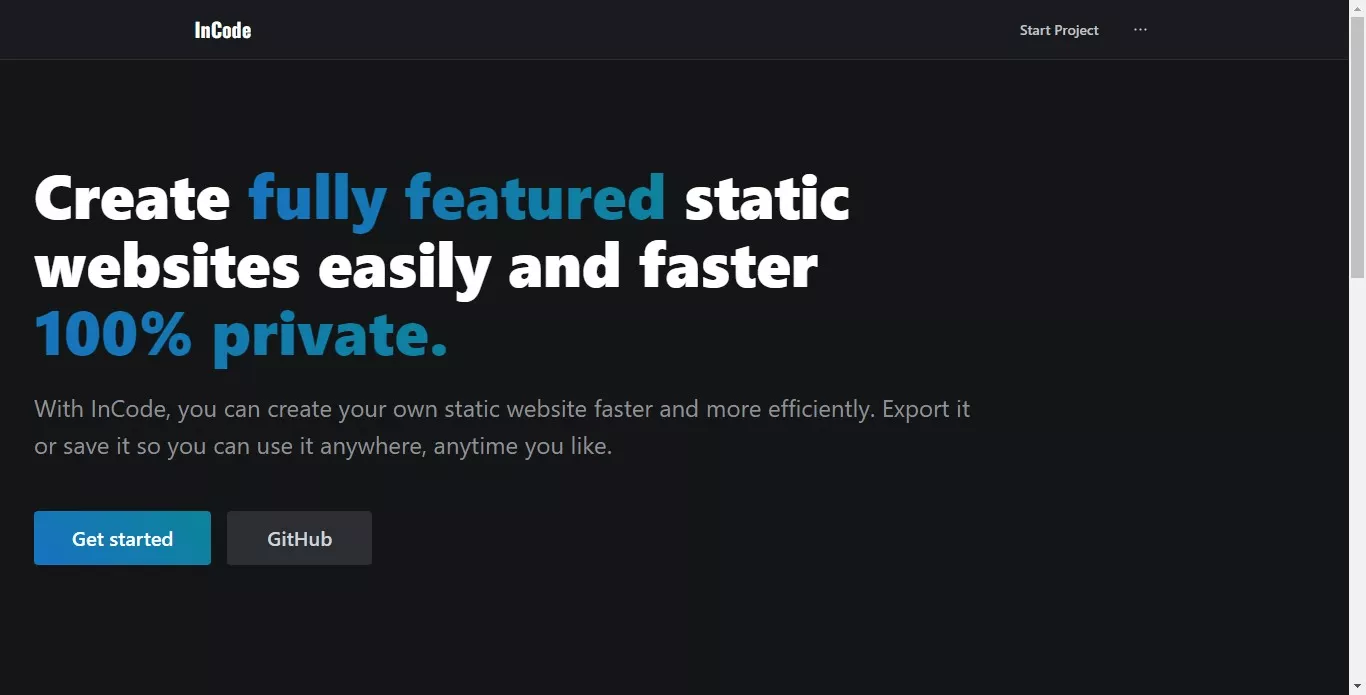 InCode
Start Project
Create fully featured static
websites easily and faster
100% private.
With InCode, you can create your own static website faster and more efficiently. Export it
or save it so you can use it anywhere, anytime you like.
Get started
GitHub